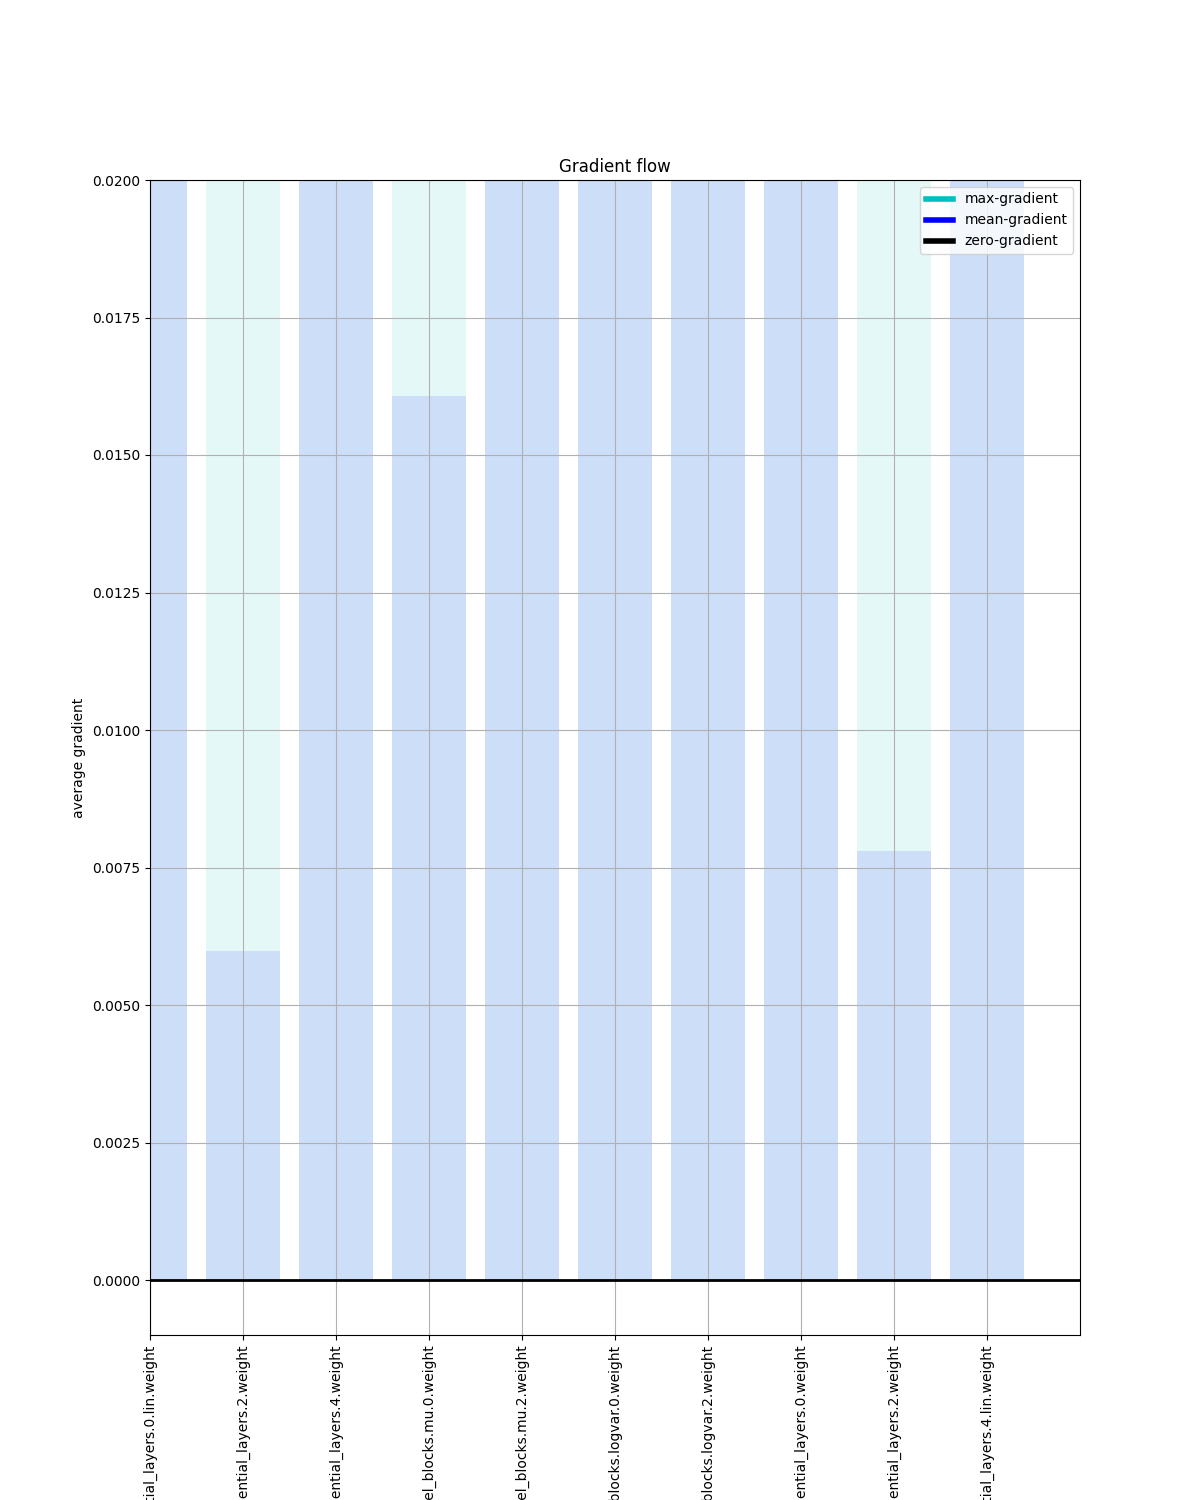 Gradient flow
max-gradient
mean-gradient
zero-gradient
average gradient
0.0200
0.0175
0.0150
0.0125
0.0100
0.0075
0.0050
0.0025
0.0000
tial_layers.0.lin.weight
ential_layers.2.weight
ential_layers.4.weight
el_blocks.mu.0.weight
el_blocks.mu.2.weight
blocks.logvar.0.weight
blocks.logvar.2.weight
ential_layers.0.weight
ential_layers.2.weight
tial_layers.4.lin.weight